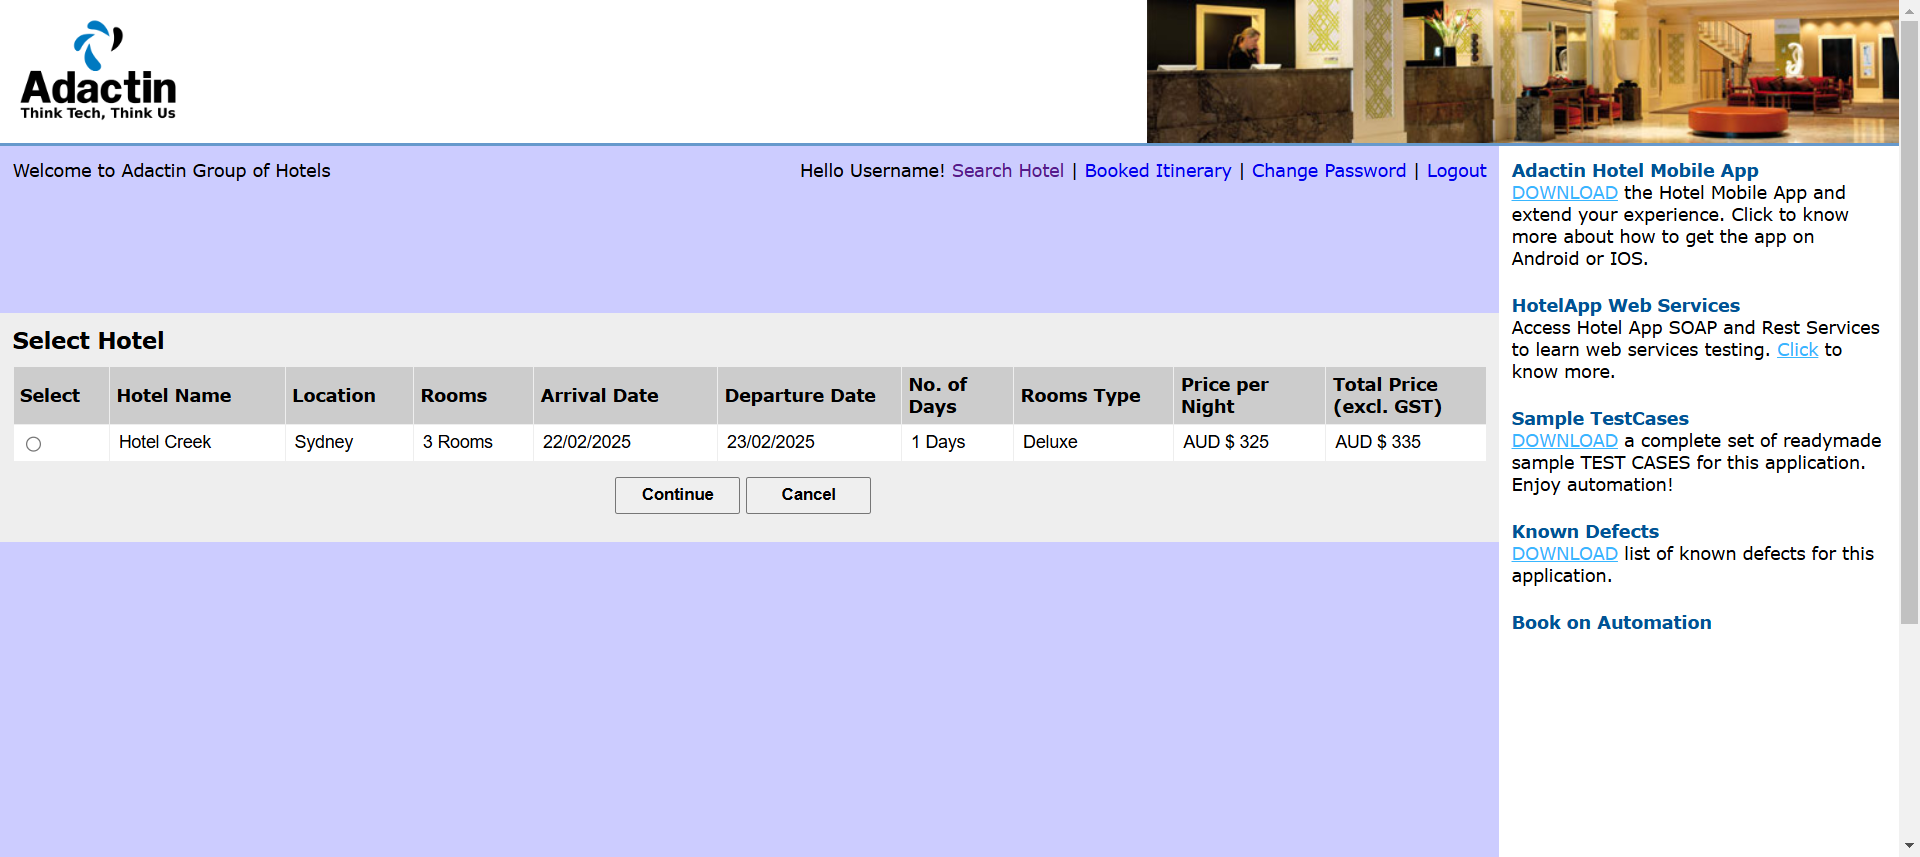 Adactin
Think Tech, Think Us
Welcome to Adactin Group of Hotels
Hello Username! Search Hotel | Booked Itinerary | Change Password | Logout
Select Hotel
Select Hotel Name Location Rooms Arrival Date Departure Date No. of Days Rooms Type Price per Night Total Price (excl. GST)
Hotel Creek Sydney 3 Rooms 22/02/2025 23/02/2025 1 Days Deluxe AUD $ 325 AUD $ 335
Continue Cancel
Adactin Hotel Mobile App
DOWNLOAD the Hotel Mobile App and
extend your experience. Click to know
more about how to get the app on
Android or IOS.
HotelApp Web Services
Access Hotel App SOAP and Rest Services
to learn web services testing. Click to
know more.
Sample TestCases
DOWNLOAD a complete set of readymade
sample TEST CASES for this application.
Enjoy automation!
Known Defects
DOWNLOAD list of known defects for this
application.
Book on Automation